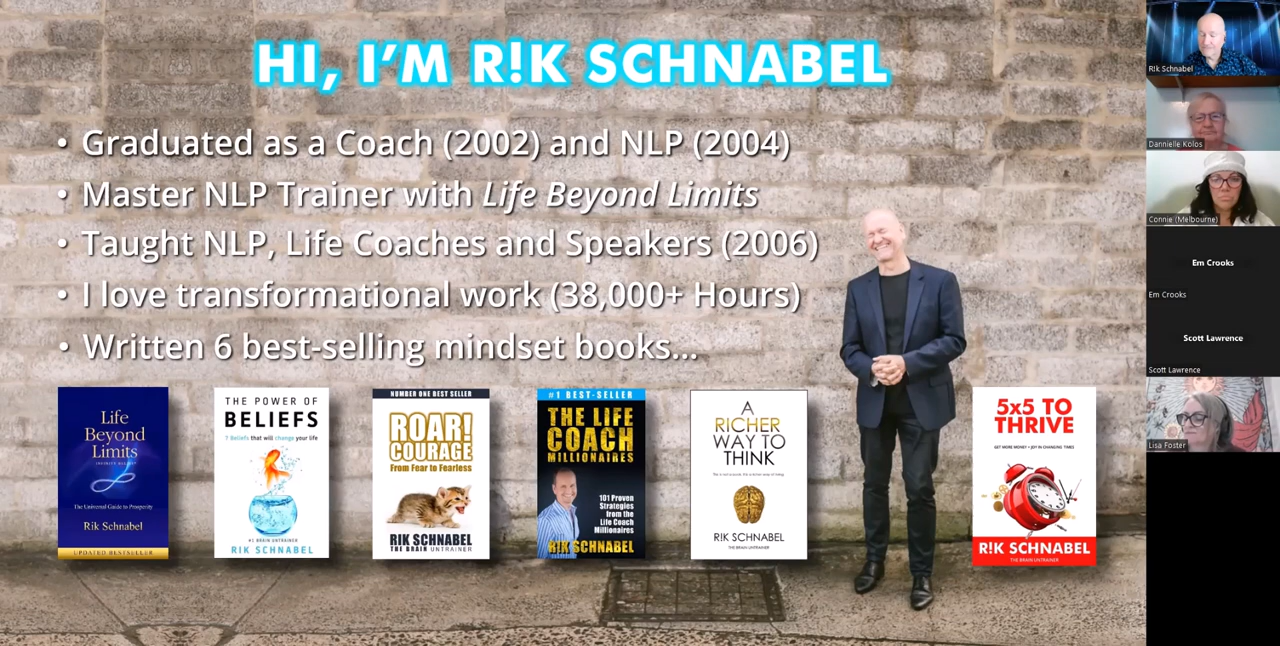 HI, I'M R!K SCHNABEL
• Graduated as a Coach (2002) and NLP (2004)
• Master NLP Trainer with Life Beyond Limits
• Taught NLP, Life Coaches and Speakers (2006)
• I love transformational work (38,000+ Hours)
• Written 6 best-selling mindset books...
Life
Beyond
Limits
The Universal Guide to Prosperity
Rik Schnabel
UPDATED BESTSELLER
THE POWER OF
BELIEFS
7 Beliefs that will change your life
#1 BRAIN UNTRAINER
RIK SCHNABEL
NUMBER ONE BEST SELLER
ROAR!
COURAGE
From Fear to Fearless
RIK SCHNABEL
THE BRAIN UNTRAINER
#1 BEST-SELLER
THE LIFE
COACH
MILLIONAIRES
101 Proven
Strategies
from the
Life Coach
Millionaires
RIK SCHNABEL
A
RICHER
WAY TO
THINK
R!K SCHNABEL
THE BRAIN UNTRAINER
5x5 TO
THRIVE
GET MORE MONEY + JOY IN CHANGING TIMES
R!K SCHNABEL
THE BRAIN UNTRAINER
R!k Schnabel
Dannielle Kolos
Connie (Melbourne)
Em Crooks
Em Crooks
Scott Lawrence
Scott Lawrence
Lisa Foster